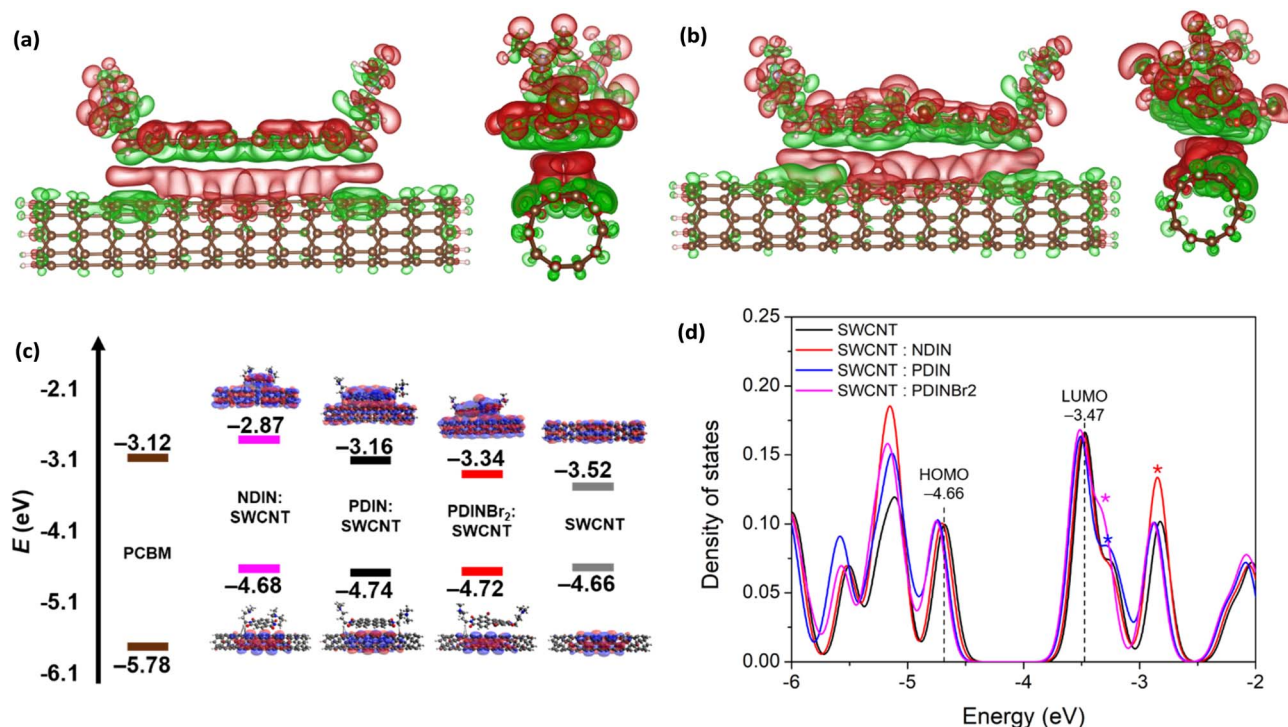 (a)
(b)
(c)
E (eV)
-2.1
-3.1
-4.1
-5.1
-6.1
–3.12
PCBM
–5.78
–2.87
NDIN:
SWCNT
–4.68
–3.16
PDIN:
SWCNT
–4.74
–3.34
PDINBr2:
SWCNT
–4.72
–3.52
SWCNT
–4.66
(d)
Density of states
0.25
0.20
0.15
0.10
0.05
0.00
SWCNT
SWCNT : NDIN
SWCNT : PDIN
SWCNT : PDINBr2
HOMO
–4.66
LUMO
–3.47
*
*
*
-6
-5
-4
-3
-2
Energy (eV)